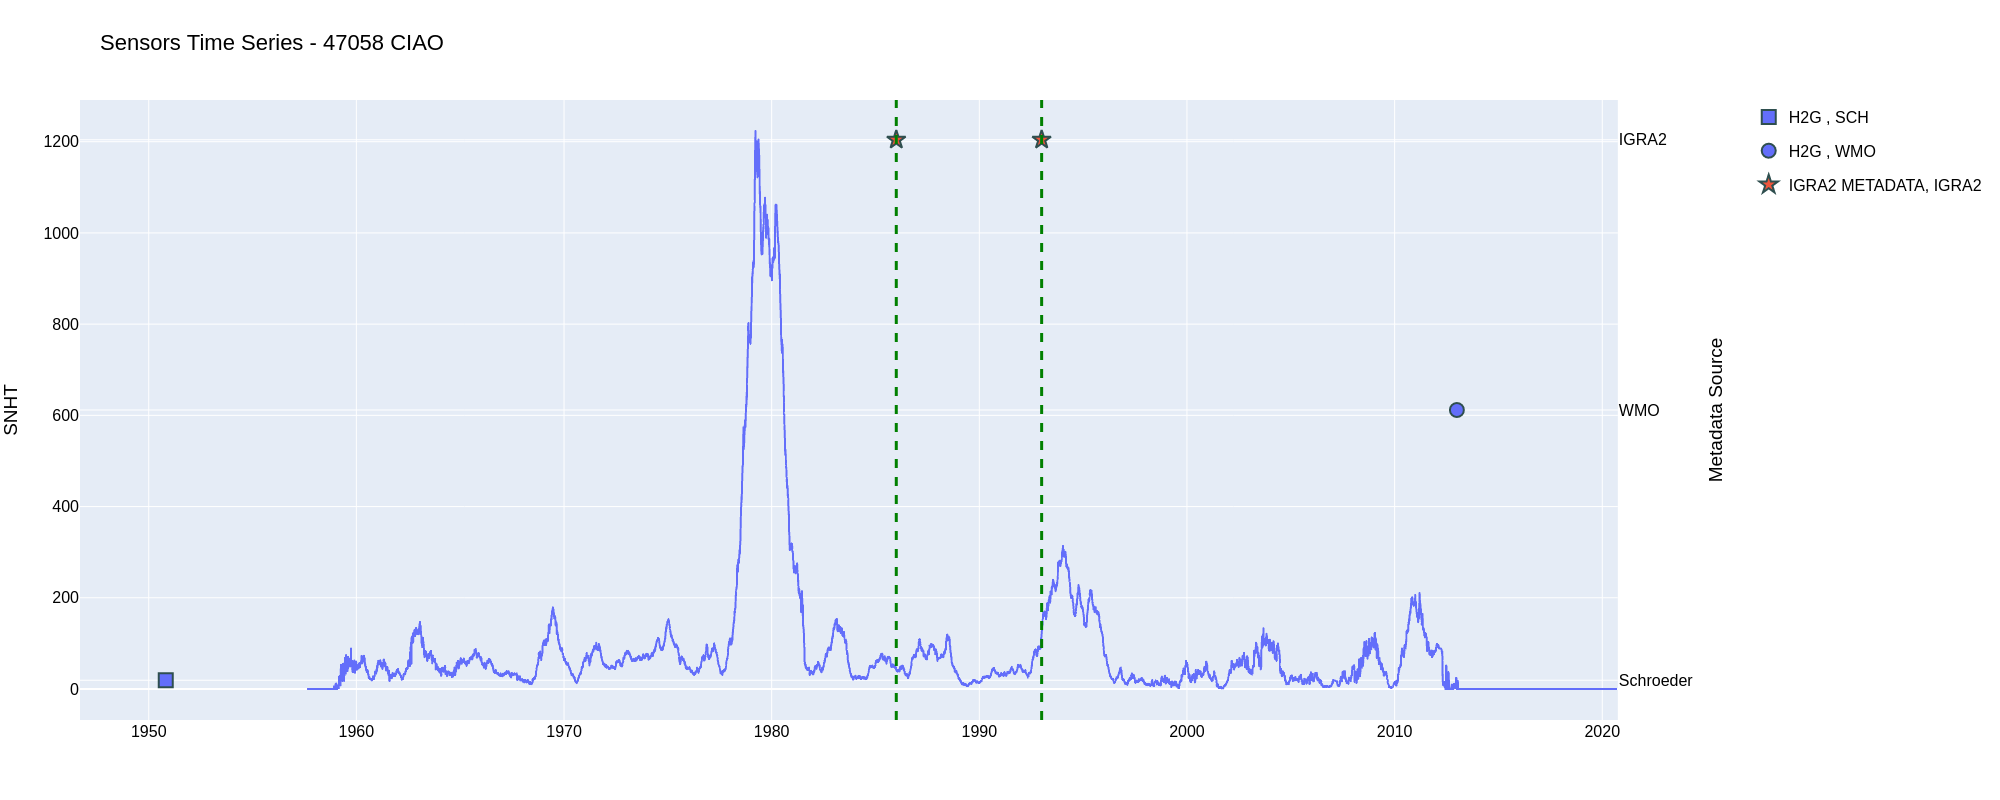 Sensors Time Series - 47058 CIAO
SNHT
1200
1000
800
600
400
200
0
1950
1960
1970
1980
1990
2000
2010
2020
IGRA2
WMO
Schroeder
Metadata Source
H2G , SCH
H2G , WMO
IGRA2 METADATA, IGRA2